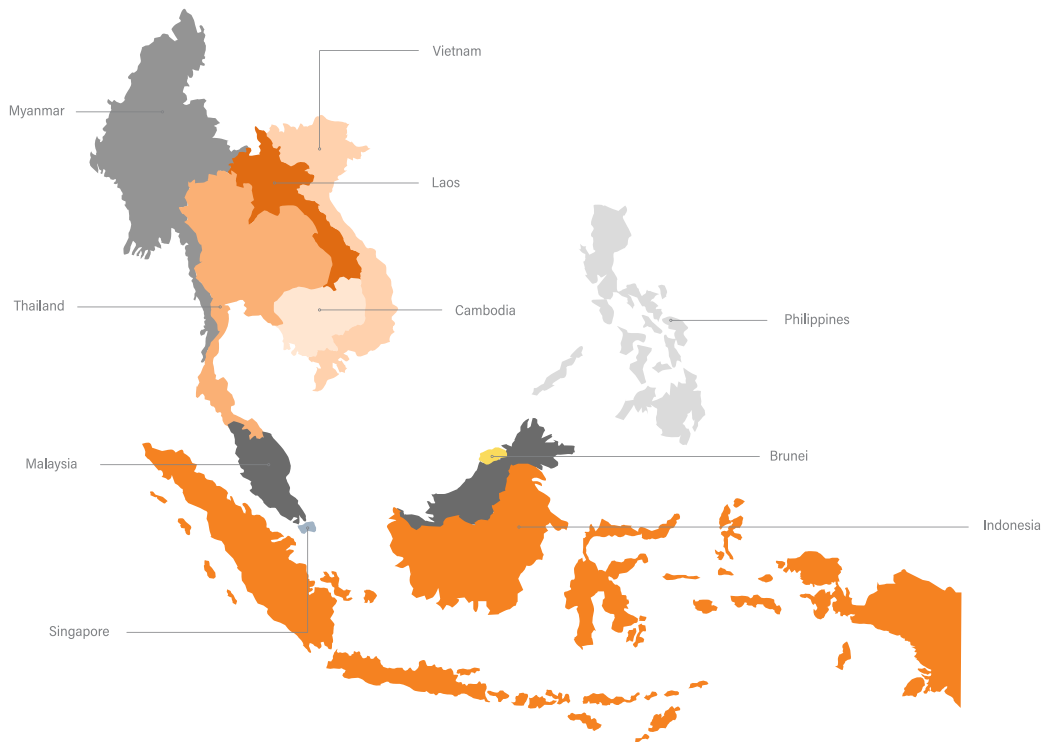 Vietnam
Myanmar
Laos
Thailand
Cambodia
Philippines
Malaysia
Brunei
Indonesia
Singapore